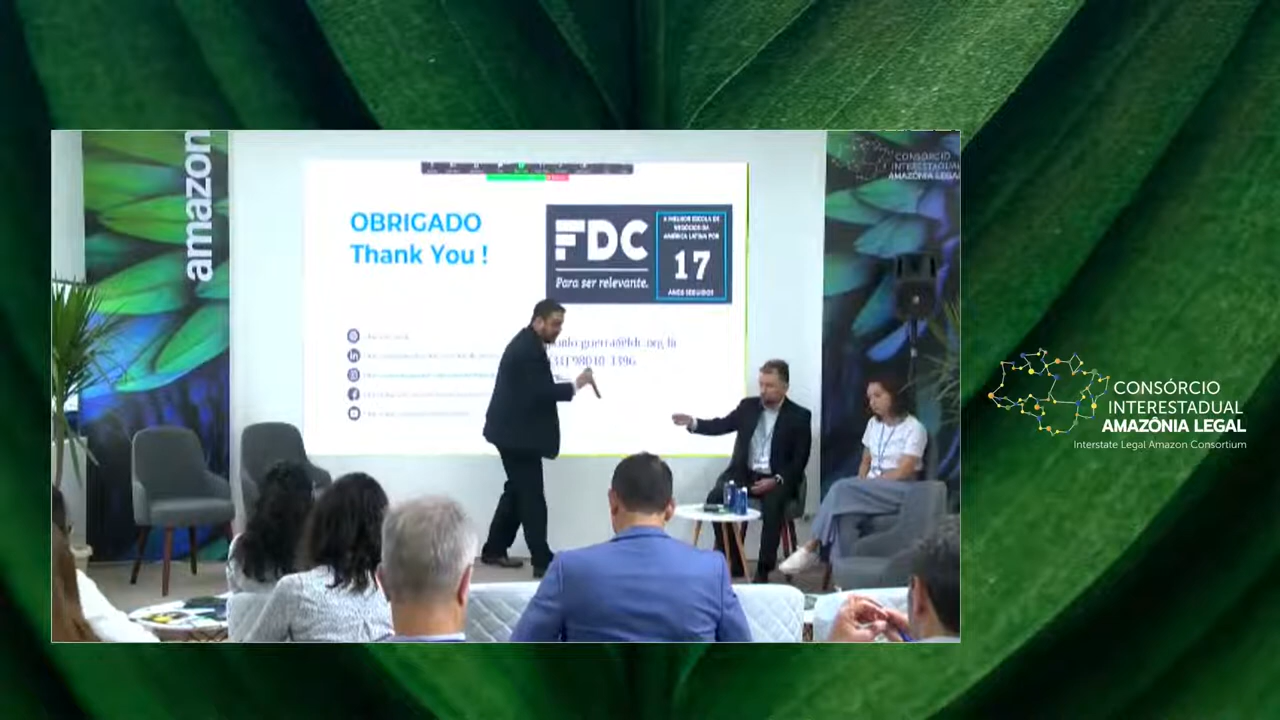 amazon
CONSÓRCIO
INTERESTADUAL
AMAZÔNIA LEGAL
OBRIGADO
Thank You !
FDC
Para ser relevante.
A MELHOR ESCOLA DE
NEGÓCIOS DA
AMÉRICA LATINA POR
17
ANOS SEGUIDOS
CONSÓRCIO
INTERESTADUAL
AMAZÔNIA LEGAL
Interstate Legal Amazon Consortium